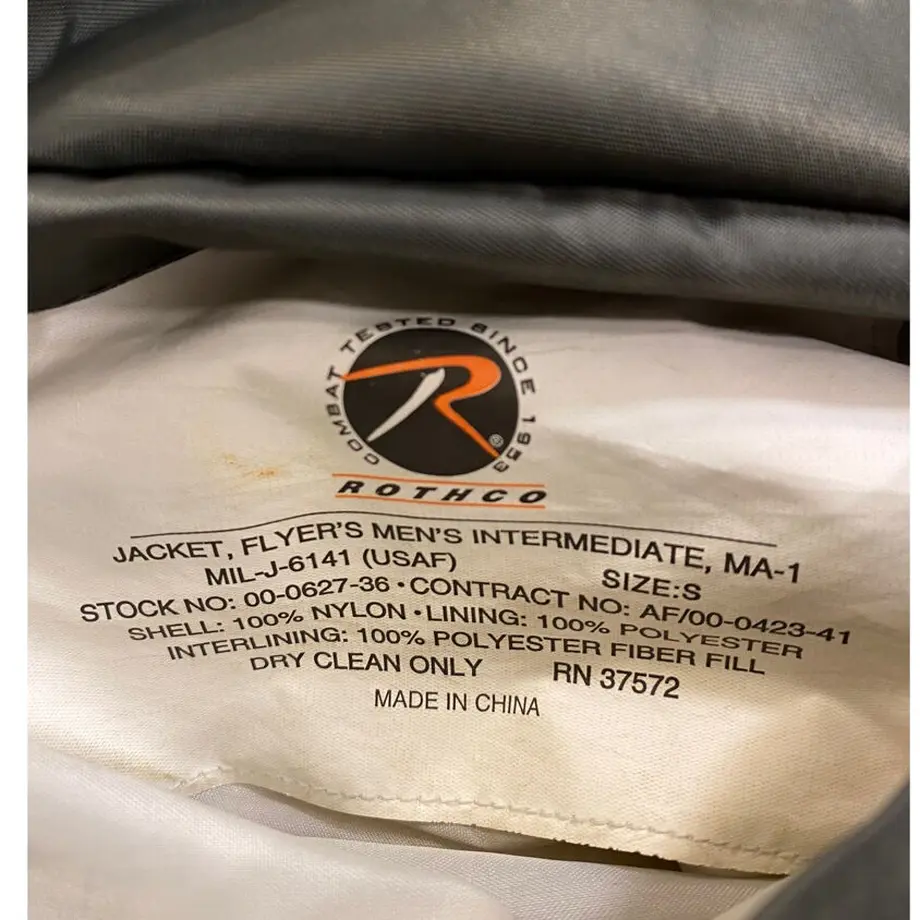 COMBAT TESTED SINCE 1953
R®
ROTHCO
JACKET, FLYER'S MEN'S INTERMEDIATE, MA-1
MIL-J-6141 (USAF) SIZE:S
STOCK NO: 00-0627-36 • CONTRACT NO: AF/00-0423-41
SHELL: 100% NYLON • LINING: 100% POLYESTER
INTERLINING: 100% POLYESTER FIBER FILL
DRY CLEAN ONLY RN 37572
MADE IN CHINA